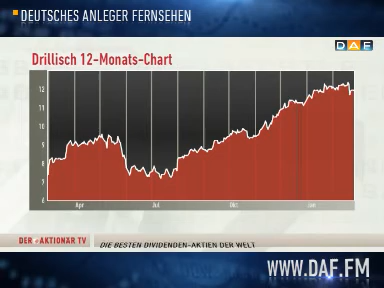 DEUTSCHES ANLEGER FERNSEHEN
DAF
Drillisch 12-Monats-Chart
12
11
10
9
8
7
6
Apr
Jul
Okt
Jan
DER AKTIONÄR TV
DIE BESTEN DIVIDENDEN-AKTIEN DER WELT
WWW.DAF.FM